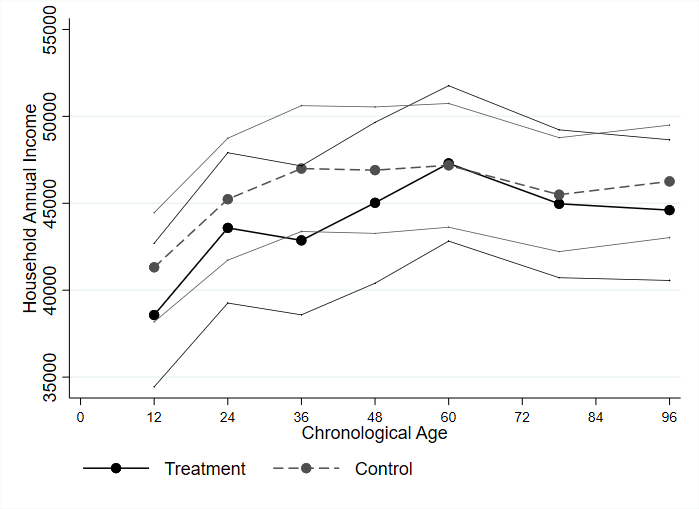 55000
50000
45000
40000
35000
Household Annual Income
0 12 24 36 48 60 72 84 96
Chronological Age
Treatment Control